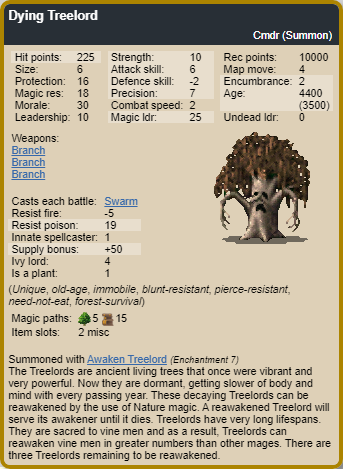 Dying Treelord
Cmdr (Summon)
Hit points: 225 Strength: 10 Rec points: 10000
Size: 6 Attack skill: 6 Map move: 4
Protection: 16 Defence skill: -2 Encumbrance: 2
Magic res: 18 Precision: 7 Age: 4400
Morale: 30 Combat speed: 2 (3500)
Leadership: 10 Magic ldr: 25 Undead ldr: 0
Weapons:
Branch
Branch
Branch
Casts each battle: Swarm
Resist fire: -5
Resist poison: 19
Innate spellcaster: 1
Supply bonus: +50
Ivy lord: 4
Is a plant: 1
(Unique, old-age, immobile, blunt-resistant, pierce-resistant,
need-not-eat, forest-survival)
Magic paths: 5 15
Item slots: 2 misc
Summoned with Awaken Treelord (Enchantment 7)
The Treelords are ancient living trees that once were vibrant and
very powerful. Now they are dormant, getting slower of body and
mind with every passing year. These decaying Treelords can be
reawakened by the use of Nature magic. A reawakened Treelord will
serve its awakener until it dies. Treelords have very long lifespans.
They are sacred to vine men and as a result, Treelords can
reawaken vine men in greater numbers than other mages. There are
three Treelords remaining to be reawakened.